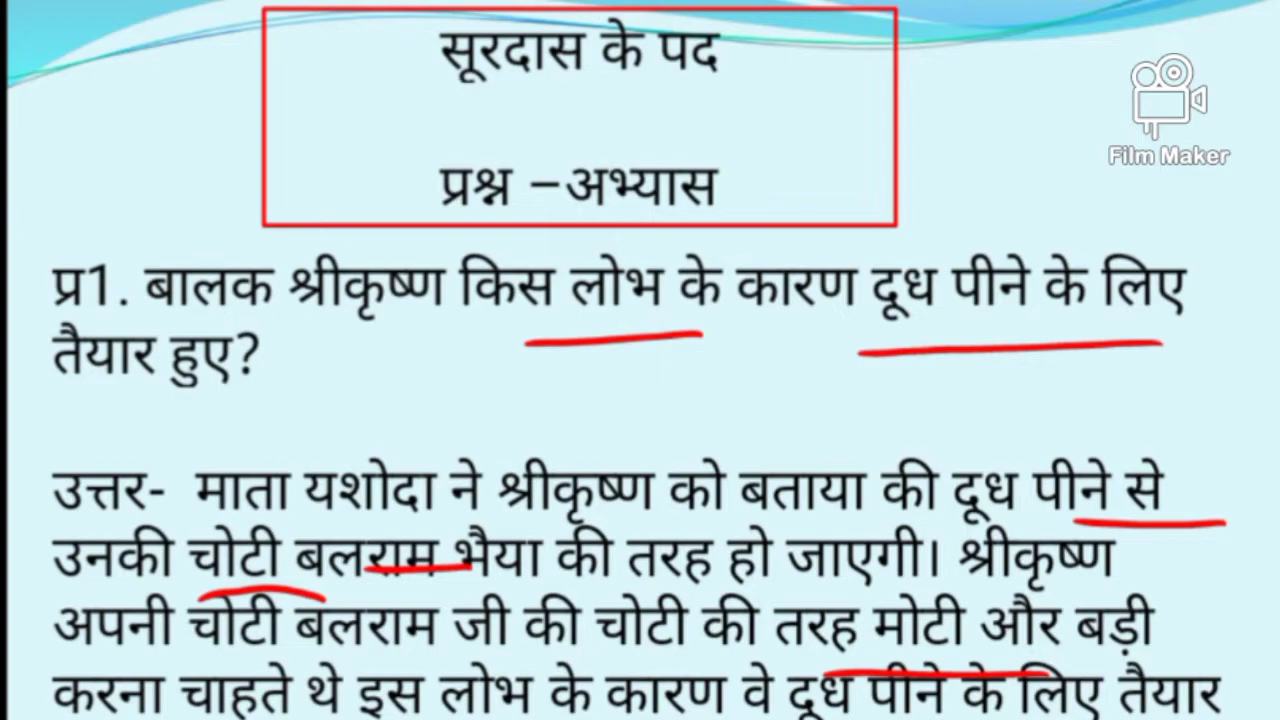 सूरदास के पद
प्रश्न –अभ्यास
Film Maker
प्र1. बालक श्रीकृष्ण किस लोभ के कारण दूध पीने के लिए
तैयार हुए?
उत्तर- माता यशोदा ने श्रीकृष्ण को बताया की दूध पीने से
उनकी चोटी बलराम भैया की तरह हो जाएगी। श्रीकृष्ण
अपनी चोटी बलराम जी की चोटी की तरह मोटी और बड़ी
करना चाहते थे इस लोभ के कारण वे दूध पीने के लिए तैयार